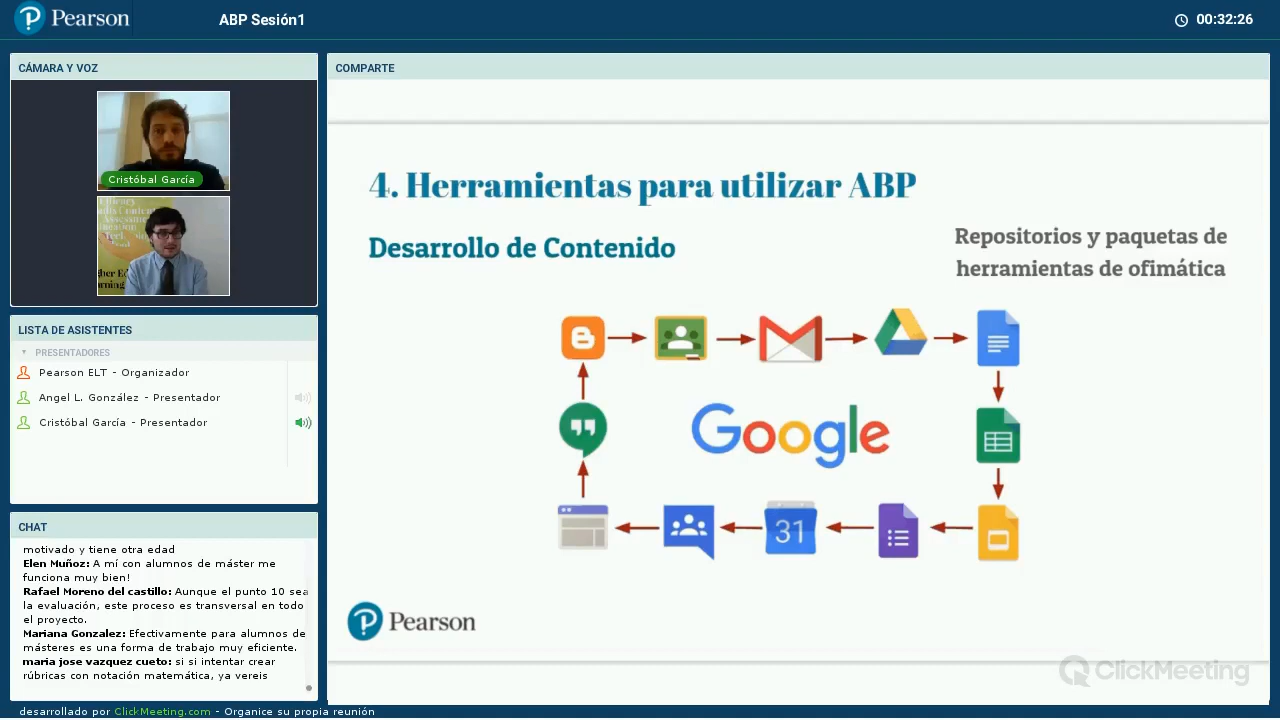 Pearson
ABP Sesión1
00:32:26
CÁMARA Y VOZ
Cristóbal García
LISTA DE ASISTENTES
PRESENTADORES
Pearson ELT - Organizador
Angel L. González - Presentador
Cristóbal García - Presentador
CHAT
motivado y tiene otra edad
Elen Muñoz: A mí con alumnos de máster me
funciona muy bien!
Rafael Moreno del castillo: Aunque el punto 10 sea
la evaluación, este proceso es transversal en todo
el proyecto.
Mariana Gonzalez: Efectivamente para alumnos de
másteres es una forma de trabajo muy eficiente.
maria jose vazquez cueto: si si intentar crear
rúbricas con notación matemática, ya vereis
COMPARTE
4. Herramientas para utilizar ABP
Desarrollo de Contenido
Repositorios y paquetas de
herramientas de ofimática
Google
31
Pearson
ClickMeeting
desarrollado por ClickMeeting.com - Organice su propia reunión